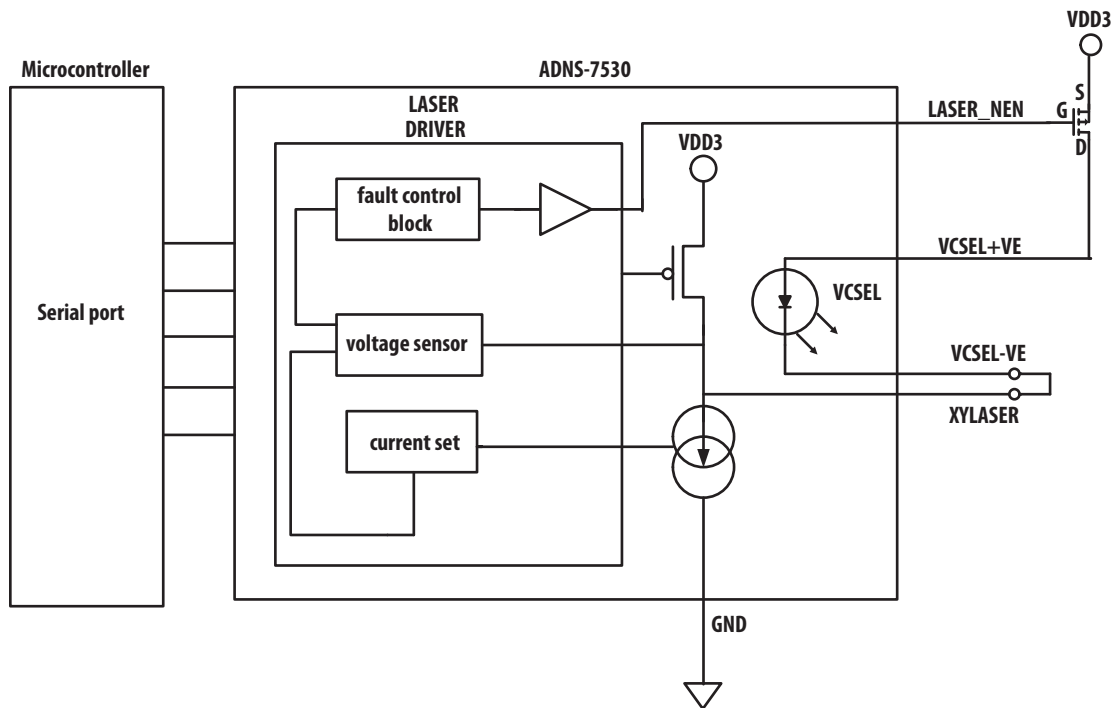 VDD3
Microcontroller
ADNS-7530
LASER
DRIVER
LASER_NEN
S
G
D
VDD3
fault control
block
VCSEL+VE
VCSEL
Serial port
voltage sensor
VCSEL-VE
XYLASER
current set
GND